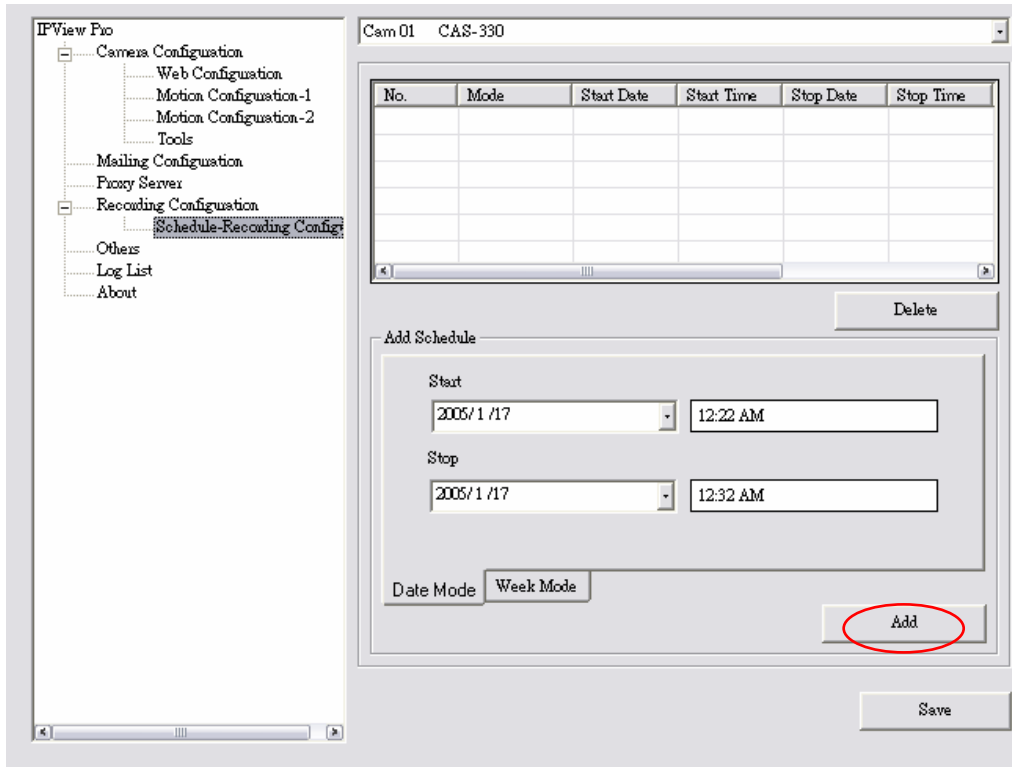 IPView Pro
Camera Configuration
Web Configuration
Motion Configuration-1
Motion Configuration-2
Tools
Mailing Configuration
Proxy Server
Recording Configuration
Schedule-Recording Config
Others
Log List
About
Cam 01 CAS-330
No. Mode Start Date Start Time Stop Date Stop Time
Delete
Add Schedule
Start
2005/ 1 /17 12:22 AM
Stop
2005/ 1 /17 12:32 AM
Date Mode Week Mode
Add
Save